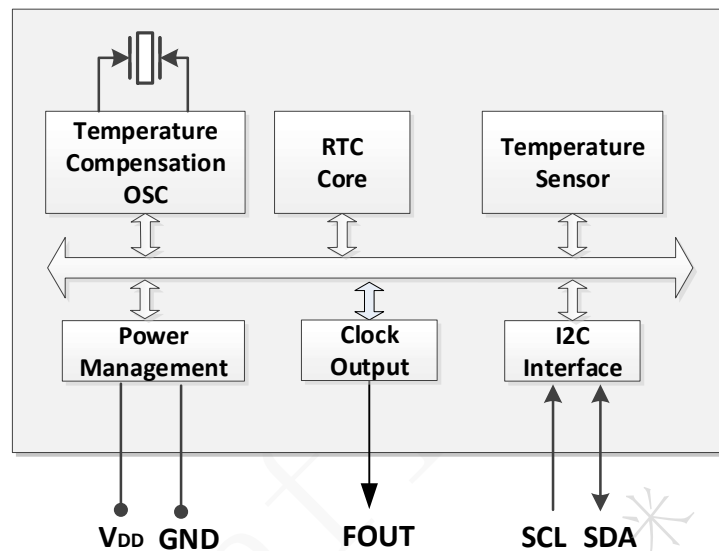 Temperature
Compensation
OSC
RTC
Core
Temperature
Sensor
Power
Management
Clock
Output
I2C
Interface
VDD GND FOUT SCL SDA